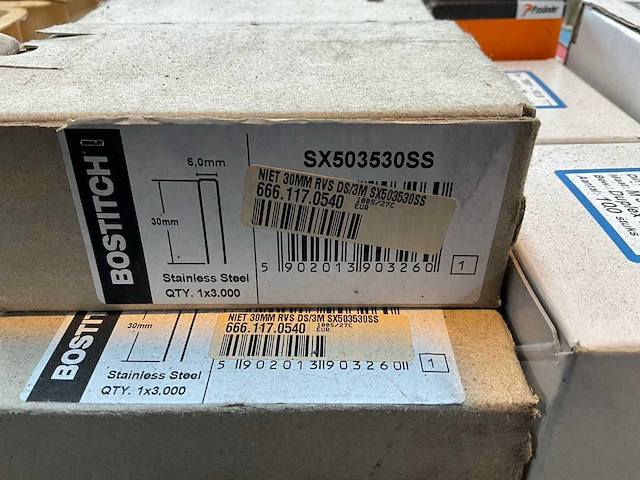 Paslode
BOSTITCH
6,0mm
30mm
SX503530SS
NIET 30MM RVS DS/3M SX503530SS
666.117.0540 1005/27C
EUR
Stainless Steel
QTY. 1x3.000
5 902013 903260
1
BOSTITCH
30mm
NIET 30MM RVS DS/3M SX503530SS
666.117.0540 1005/27C
EUR
Stainless Steel
QTY. 1x3.000
5 902013 903260
1